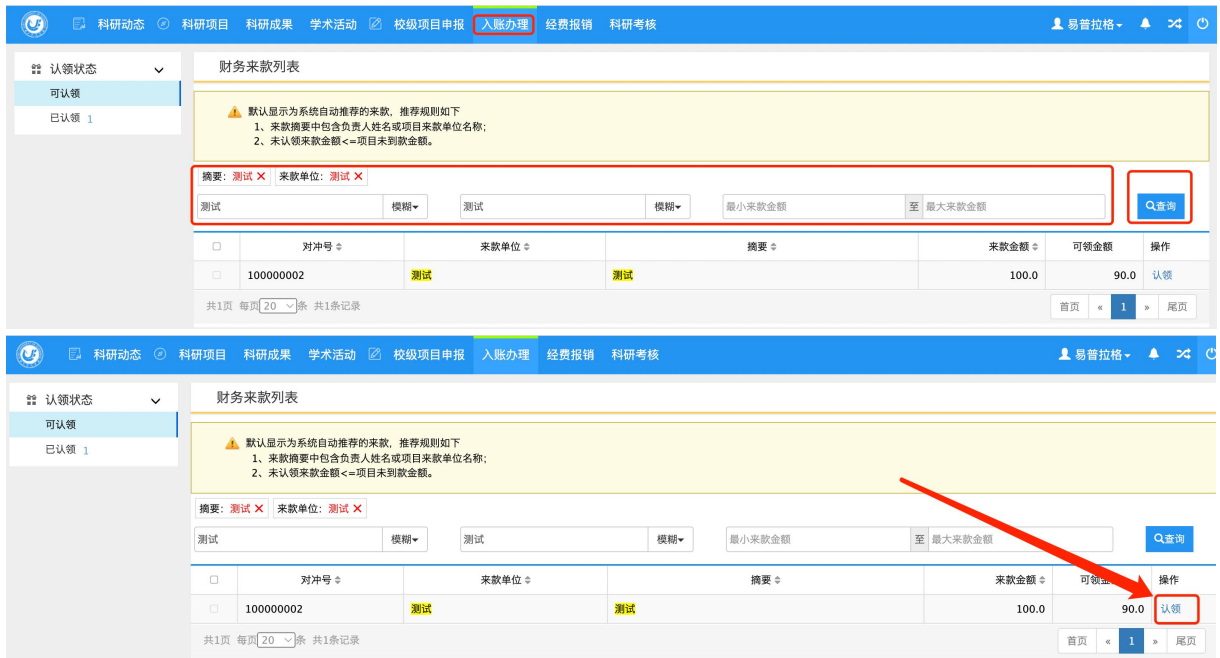 科研动态 科研项目 科研成果 学术活动 校级项目申报 入账办理 经费报销 科研考核 易普拉格
认领状态
可认领
已认领 1
财务来款列表
默认显示为系统自动推荐的来款，推荐规则如下
1、来款摘要中包含负责人姓名或项目来款单位名称；
2、未认领来款金额<=项目未到款金额。
摘要：测试 × 来款单位：测试 ×
测试 模糊 测试 模糊 最小来款金额 至 最大来款金额 查询
对冲号 来款单位 摘要 来款金额 可领金额 操作
100000002 测试 测试 100.0 90.0 认领
共1页 每页 20 条 共1条记录 首页 « 1 » 尾页
科研动态 科研项目 科研成果 学术活动 校级项目申报 入账办理 经费报销 科研考核 易普拉格
认领状态
可认领
已认领 1
财务来款列表
默认显示为系统自动推荐的来款，推荐规则如下
1、来款摘要中包含负责人姓名或项目来款单位名称；
2、未认领来款金额<=项目未到款金额。
摘要：测试 × 来款单位：测试 ×
测试 模糊 测试 模糊 最小来款金额 至 最大来款金额 查询
对冲号 来款单位 摘要 来款金额 可领 操作
100000002 测试 测试 100.0 90.0 认领
共1页 每页 20 条 共1条记录 首页 « 1 » 尾页